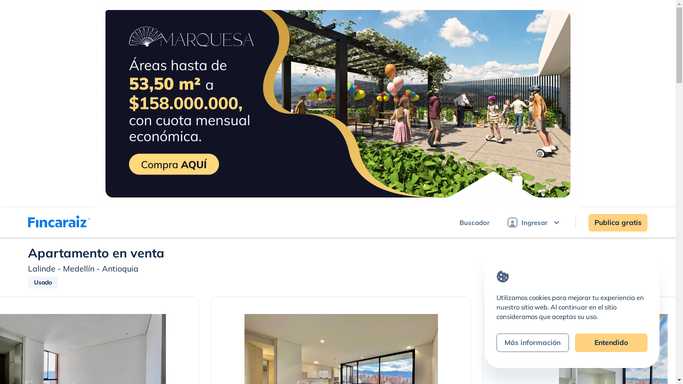 MARQUESA
Áreas hasta de
53,50 m² a
$158.000.000,
con cuota mensual
económica.
Compra AQUÍ
Fincaraiz
Buscador
Ingresar
Publica gratis
Apartamento en venta
Lalinde - Medellín - Antioquia
Usado
Utilizamos cookies para mejorar tu experiencia en
nuestro sitio web. Al continuar en el sitio
consideramos que aceptas su uso.
Más información
Entendido